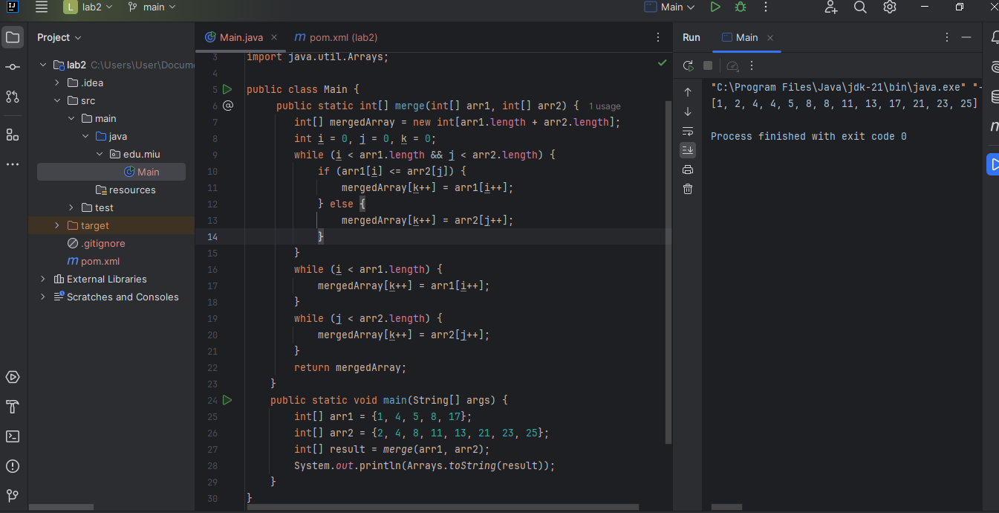 lab2
main
Main
Project
Main.java
pom.xml (lab2)
Run
Main
lab2 C:\Users\User\Docume
.idea
src
main
java
edu.miu
Main
resources
test
target
.gitignore
pom.xml
External Libraries
Scratches and Consoles
3 import java.util.Arrays;
4
5 public class Main {
6 public static int[] merge(int[] arr1, int[] arr2) { 1 usage
7 int[] mergedArray = new int[arr1.length + arr2.length];
8 int i = 0, j = 0, k = 0;
9 while (i < arr1.length && j < arr2.length) {
10 if (arr1[i] <= arr2[j]) {
11 mergedArray[k++] = arr1[i++];
12 } else {
13 mergedArray[k++] = arr2[j++];
14 }
15 }
16 while (i < arr1.length) {
17 mergedArray[k++] = arr1[i++];
18 }
19 while (j < arr2.length) {
20 mergedArray[k++] = arr2[j++];
21 }
22 return mergedArray;
23 }
24 public static void main(String[] args) {
25 int[] arr1 = {1, 4, 5, 8, 17};
26 int[] arr2 = {2, 4, 8, 11, 13, 21, 23, 25};
27 int[] result = merge(arr1, arr2);
28 System.out.println(Arrays.toString(result));
29 }
30 }
"C:\Program Files\Java\jdk-21\bin\java.exe" "-
[1, 2, 4, 4, 5, 8, 8, 11, 13, 17, 21, 23, 25]
Process finished with exit code 0